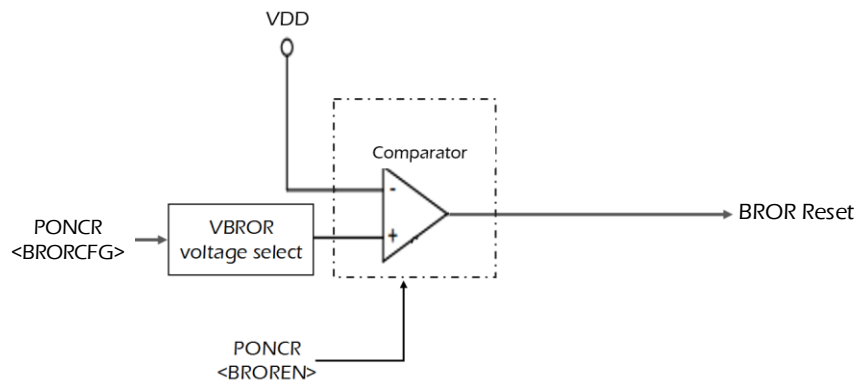 VDD
Comparator
-
+
PONCR
<BRORCFG>
VBROR
voltage select
BROR Reset
PONCR
<BROREN>